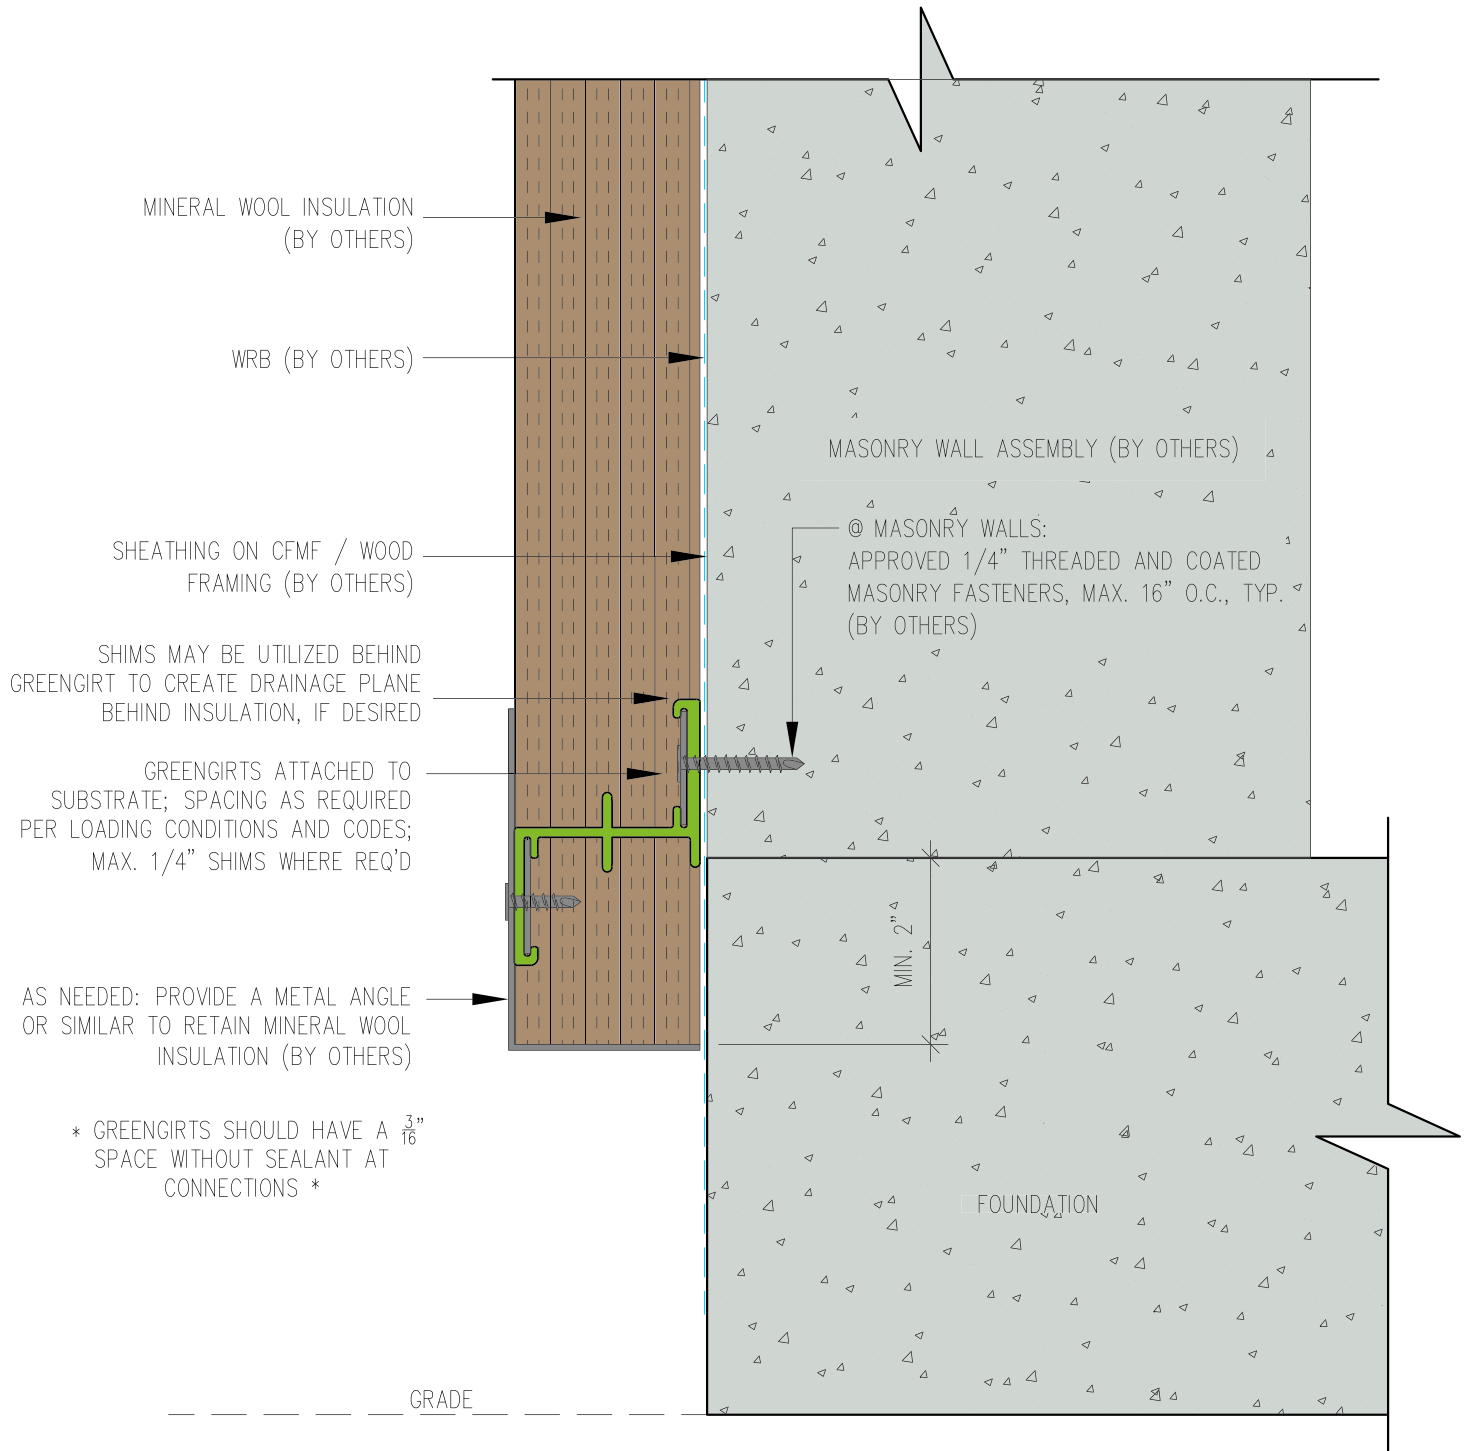 MINERAL WOOL INSULATION
(BY OTHERS)
WRB (BY OTHERS)
MASONRY WALL ASSEMBLY (BY OTHERS)
@ MASONRY WALLS:
APPROVED 1/4” THREADED AND COATED
MASONRY FASTENERS, MAX. 16” O.C., TYP.
(BY OTHERS)
SHEATHING ON CFMF / WOOD
FRAMING (BY OTHERS)
SHIMS MAY BE UTILIZED BEHIND
GREENGIRT TO CREATE DRAINAGE PLANE
BEHIND INSULATION, IF DESIRED
GREENGIRTS ATTACHED TO
SUBSTRATE; SPACING AS REQUIRED
PER LOADING CONDITIONS AND CODES;
MAX. 1/4” SHIMS WHERE REQ'D
MIN. 2”
AS NEEDED: PROVIDE A METAL ANGLE
OR SIMILAR TO RETAIN MINERAL WOOL
INSULATION (BY OTHERS)
* GREENGIRTS SHOULD HAVE A 3/16”
SPACE WITHOUT SEALANT AT
CONNECTIONS *
FOUNDATION
GRADE